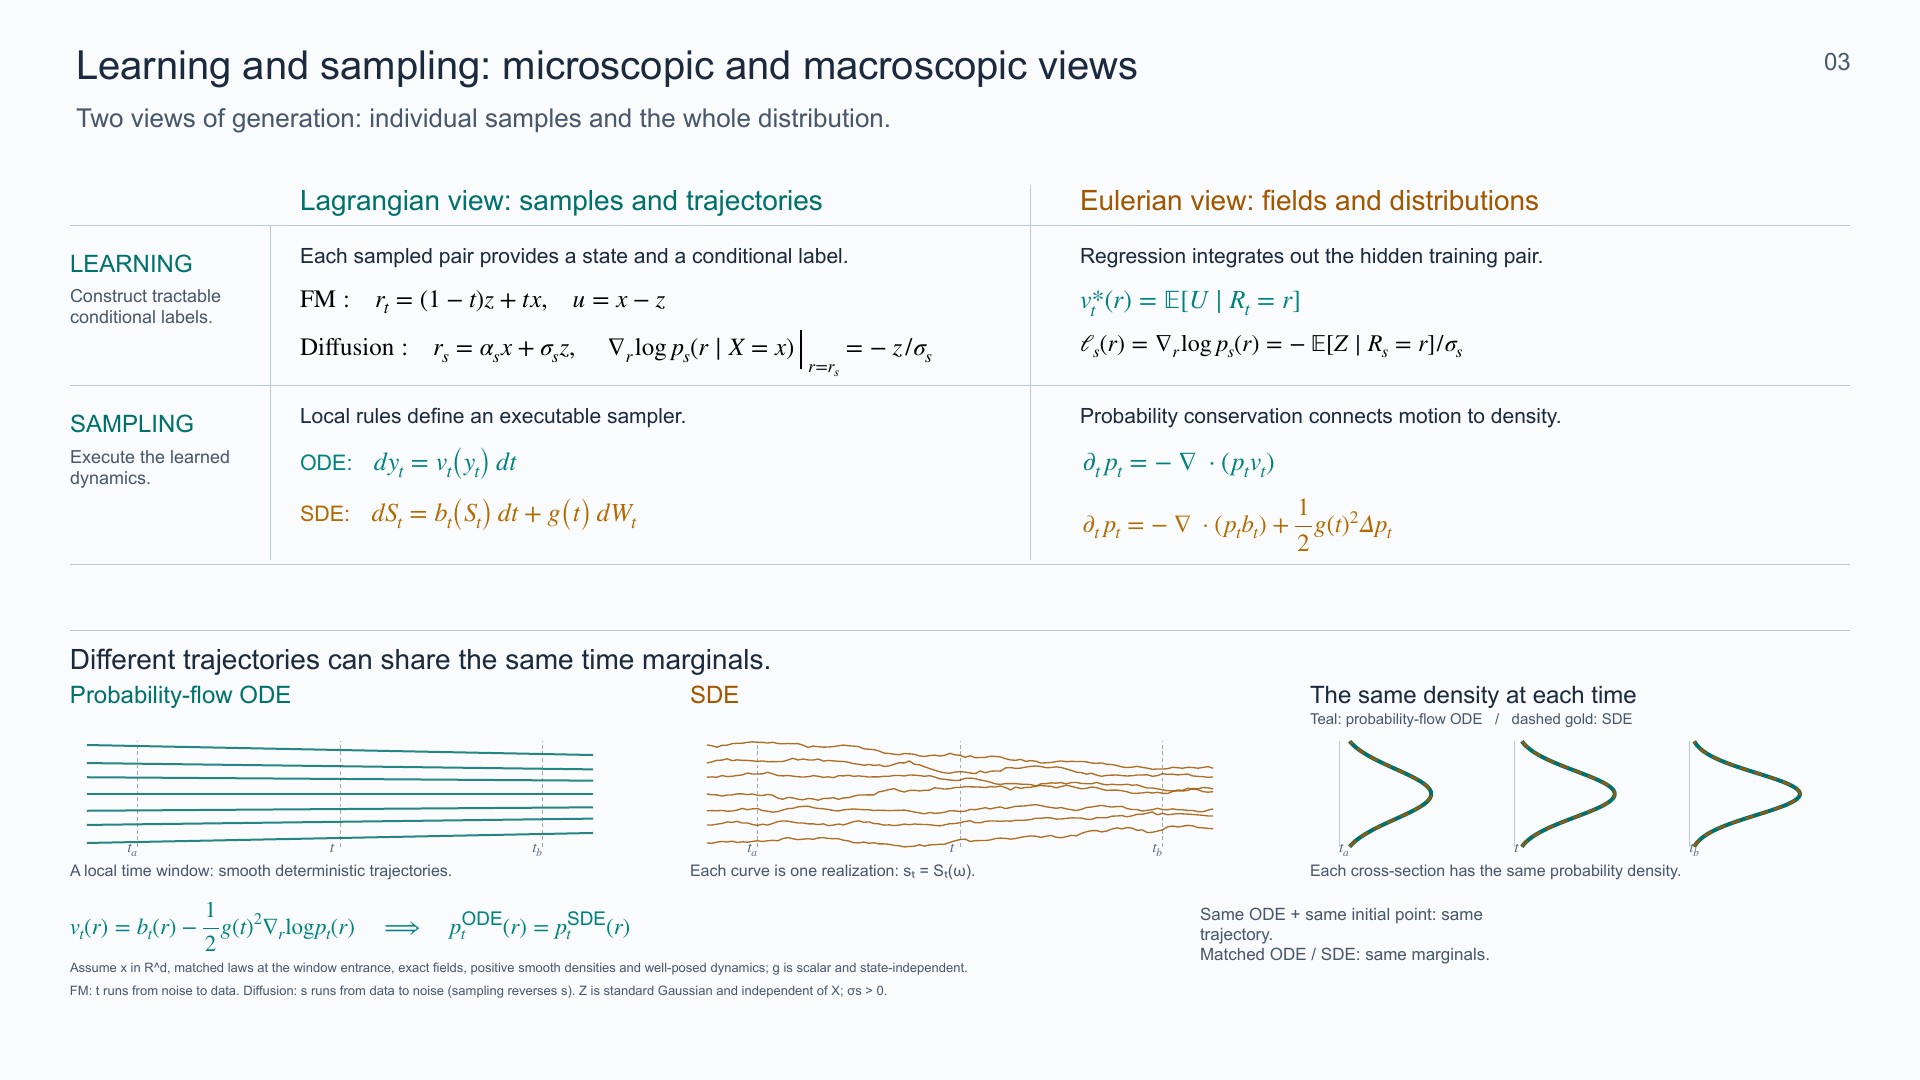 Learning and sampling: microscopic and macroscopic views
03
Two views of generation: individual samples and the whole distribution.
Lagrangian view: samples and trajectories
Eulerian view: fields and distributions
LEARNING
Construct tractable
conditional labels.
Each sampled pair provides a state and a conditional label.
FM : r_t = (1 − t)z + tx, u = x − z
Diffusion : r_s = α_s x + σ_s z, ∇_r log p_s(r | X = x)|_{r=r_s} = − z/σ_s
Regression integrates out the hidden training pair.
v_t^*(r) = 𝔼[U | R_t = r]
ℓ_s(r) = ∇_r log p_s(r) = − 𝔼[Z | R_s = r]/σ_s
SAMPLING
Execute the learned
dynamics.
Local rules define an executable sampler.
ODE: dy_t = v_t(y_t) dt
SDE: dS_t = b_t(S_t) dt + g(t) dW_t
Probability conservation connects motion to density.
∂_t p_t = − ∇ · (p_t v_t)
∂_t p_t = − ∇ · (p_t b_t) + 1/2 g(t)² Δp_t
Different trajectories can share the same time marginals.
Probability-flow ODE
t_a t t_b
A local time window: smooth deterministic trajectories.
SDE
t_a t t_b
Each curve is one realization: sₜ = Sₜ(ω).
The same density at each time
Teal: probability-flow ODE / dashed gold: SDE
t_a t t_b
Each cross-section has the same probability density.
v_t(r) = b_t(r) − 1/2 g(t)² ∇_r log p_t(r) ⟹ p_t^ODE(r) = p_t^SDE(r)
Same ODE + same initial point: same
trajectory.
Matched ODE / SDE: same marginals.
Assume x in R^d, matched laws at the window entrance, exact fields, positive smooth densities and well-posed dynamics; g is scalar and state-independent.
FM: t runs from noise to data. Diffusion: s runs from data to noise (sampling reverses s). Z is standard Gaussian and independent of X; σs > 0.